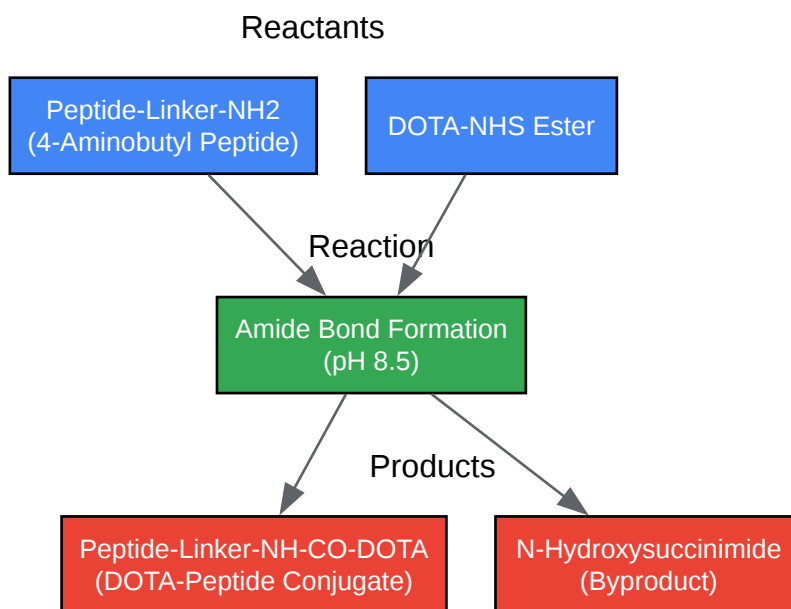 Reactants
Peptide-Linker-NH2
(4-Aminobutyl Peptide)
DOTA-NHS Ester
Reaction
Amide Bond Formation
(pH 8.5)
Products
Peptide-Linker-NH-CO-DOTA
(DOTA-Peptide Conjugate)
N-Hydroxysuccinimide
(Byproduct)